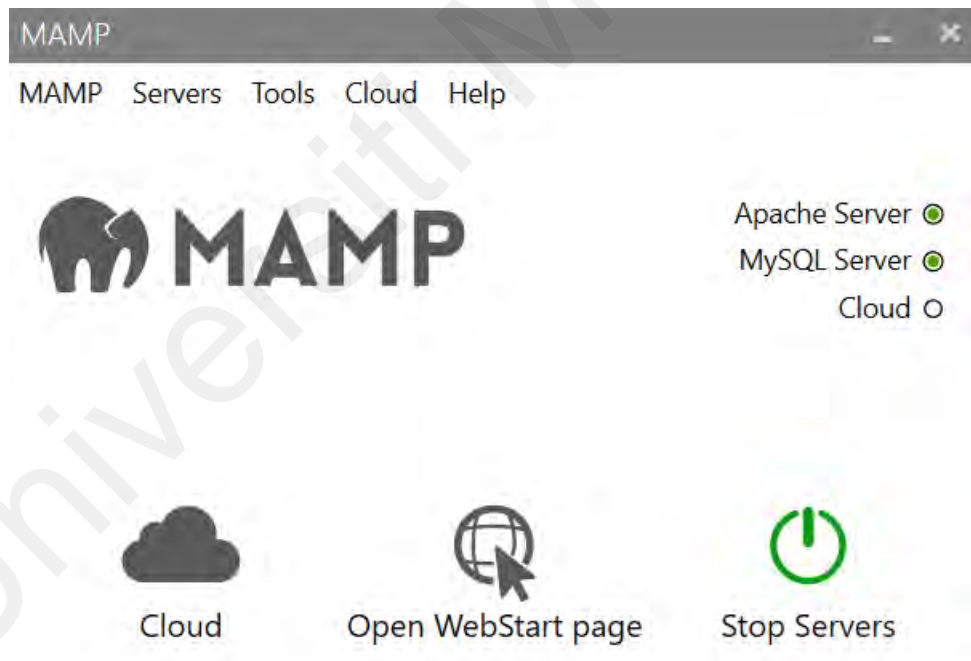 MAMP
MAMP Servers Tools Cloud Help
MAMP
Apache Server
MySQL Server
Cloud
Cloud
Open WebStart page
Stop Servers